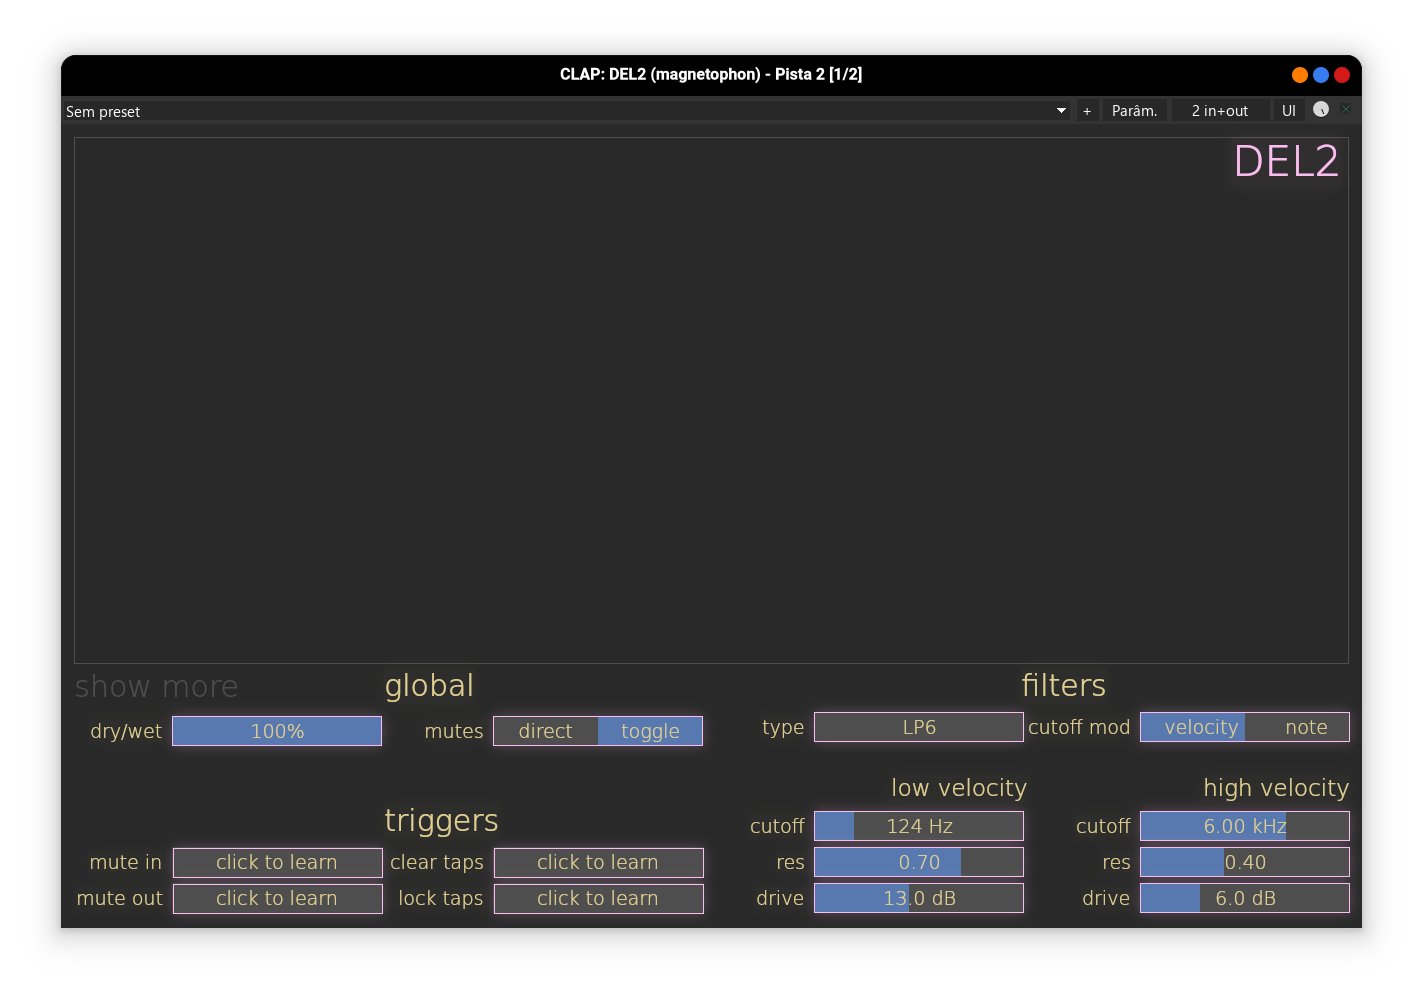 CLAP: DEL2 (magnetophon) - Pista 2 [1/2]
Sem preset + Parâm. 2 in+out UI
DEL2
show more global filters
dry/wet 100% mutes direct toggle type LP6 cutoff mod velocity note
low velocity high velocity
triggers cutoff 124 Hz cutoff 6.00 kHz
mute in click to learn clear taps click to learn res 0.70 res 0.40
mute out click to learn lock taps click to learn drive 13.0 dB drive 6.0 dB